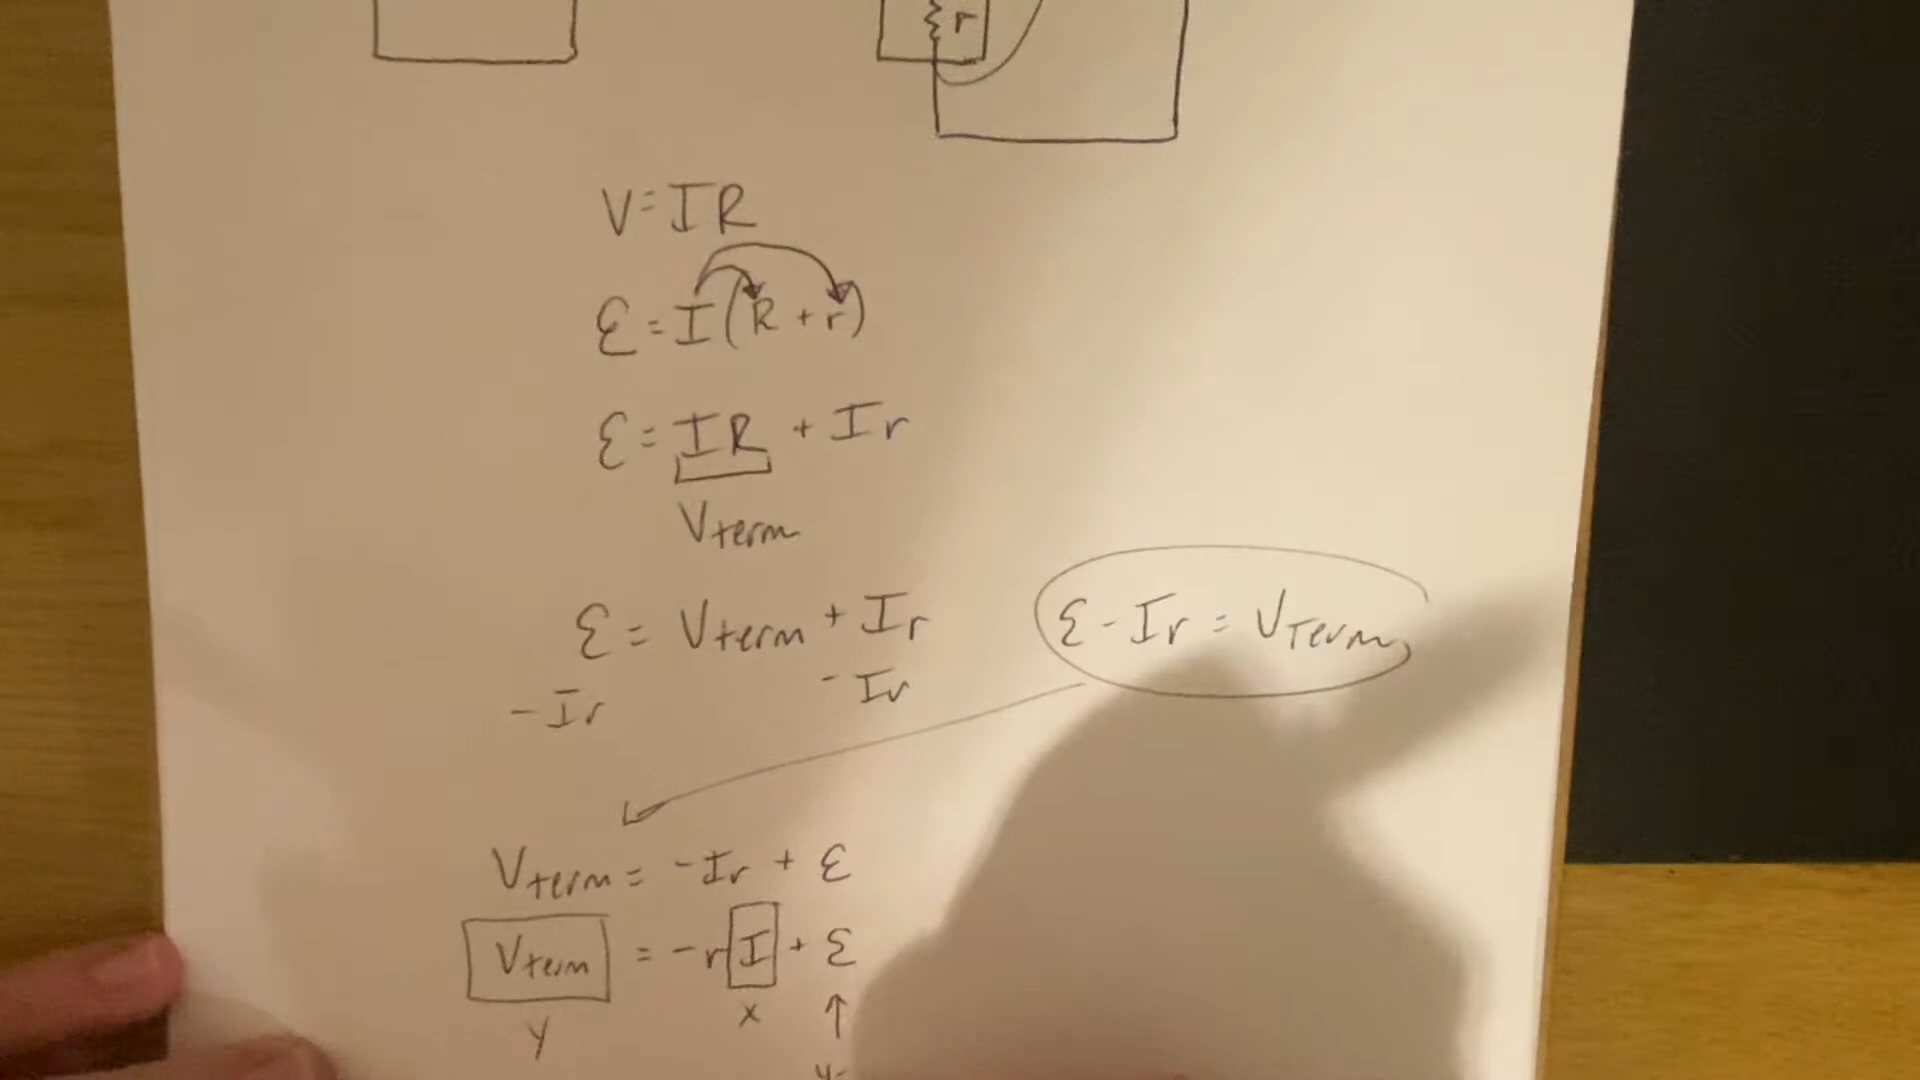 r
V = IR
ℰ = I(R + r)
ℰ = IR + Ir
Vterm
ℰ = Vterm + Ir
-Ir - Ir
ℰ - Ir = VTerm
Vterm = -Ir + ℰ
Vterm = -rI + ℰ
y x ↑
y-